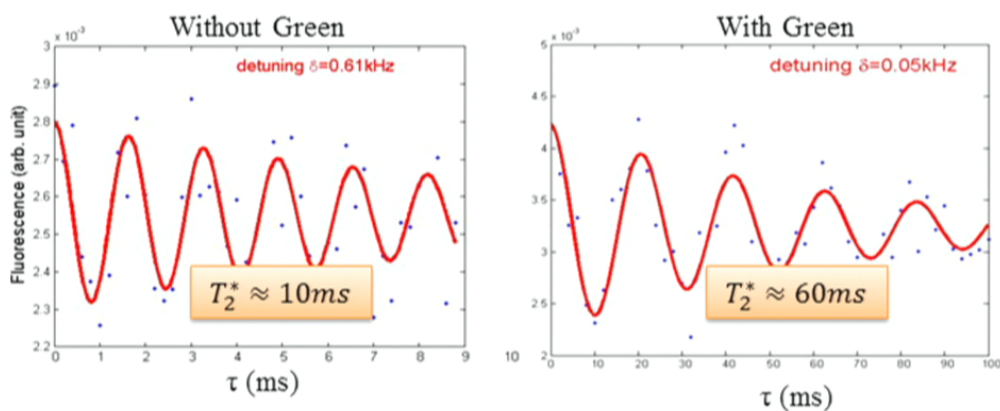 Without Green
x 10⁻³
3
2.9
2.8
2.7
2.6
2.5
2.4
2.3
2.2
Fluorescence (arb. unit)
detuning δ=0.61kHz
T₂* ≈ 10ms
0 1 2 3 4 5 6 7 8 9
τ (ms)
With Green
x 10⁻³
5
4.5
4
3.5
3
2.5
2
10
detuning δ=0.05kHz
T₂* ≈ 60ms
0 10 20 30 40 50 60 70 80 90 100
τ (ms)